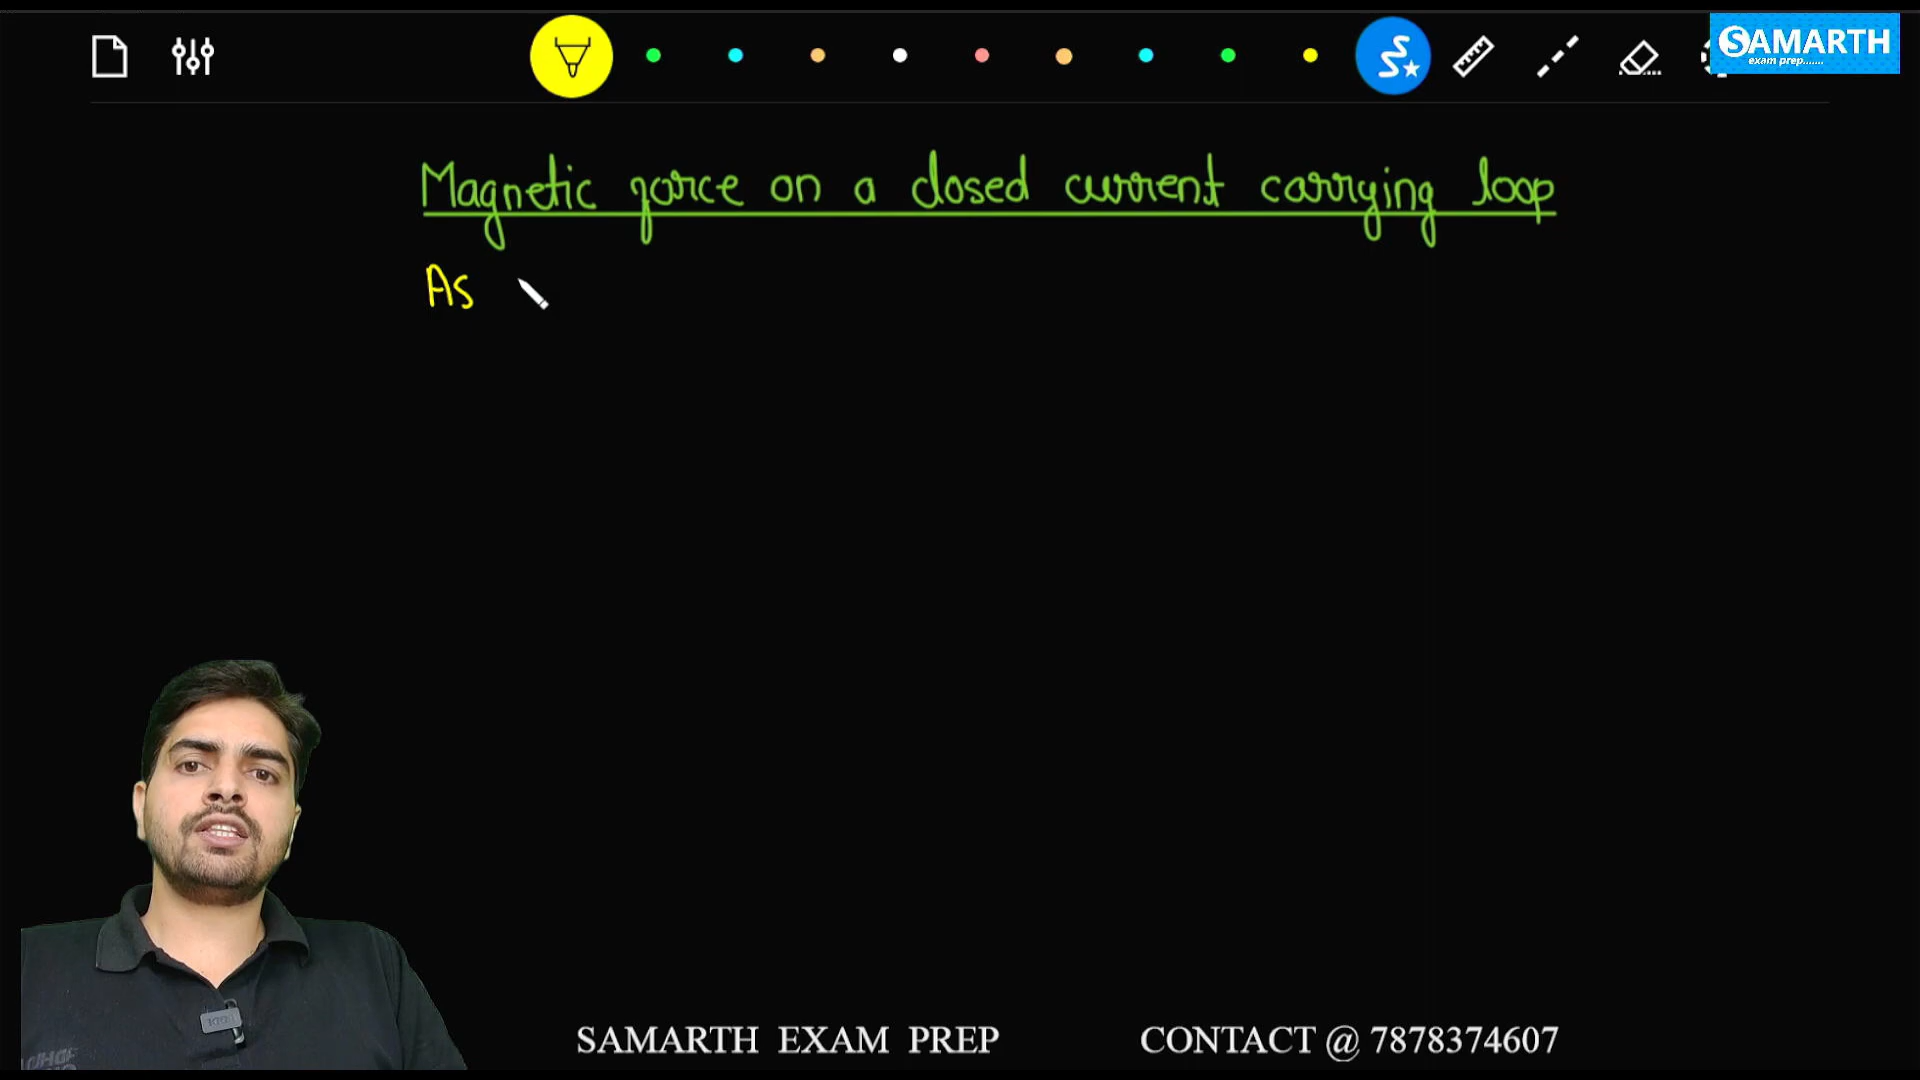 SAMARTH
exam prep.......
Magnetic force on a closed current carrying loop
As
SAMARTH EXAM PREP CONTACT @ 7878374607